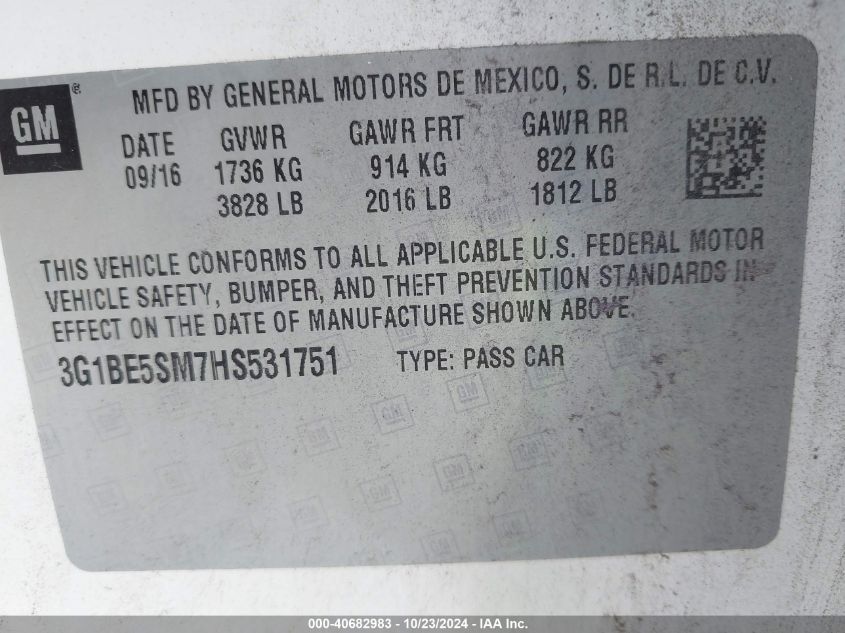 GM
®
MFD BY GENERAL MOTORS DE MEXICO, S. DE R.L. DE C.V.
DATE GVWR GAWR FRT GAWR RR
09/16 1736 KG 914 KG 822 KG
3828 LB 2016 LB 1812 LB
THIS VEHICLE CONFORMS TO ALL APPLICABLE U.S. FEDERAL MOTOR
VEHICLE SAFETY, BUMPER, AND THEFT PREVENTION STANDARDS IN
EFFECT ON THE DATE OF MANUFACTURE SHOWN ABOVE.
3G1BE5SM7HS531751 TYPE: PASS CAR
000-40682983 / 10/23/2024 - IAA Inc.